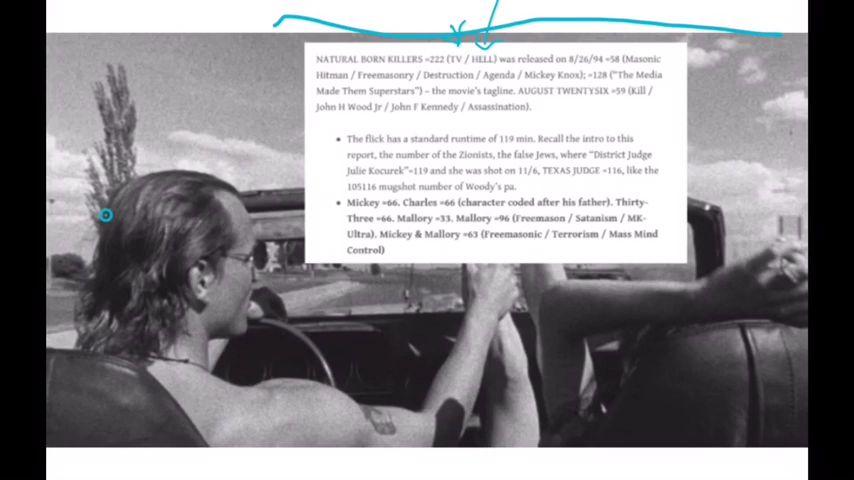 NATURAL BORN KILLERS =222 (TV / HELL) was released on 8/26/94 =58 (Masonic
Hitman / Freemasonry / Destruction / Agenda / Mickey Knox); =128 ("The Media
Made Them Superstars") – the movie's tagline. AUGUST TWENTYSIX =59 (Kill /
John H Wood Jr / John F Kennedy / Assassination).
• The flick has a standard runtime of 119 min. Recall the intro to this
report, the number of the Zionists, the false Jews, where "District Judge
Julie Kocurek"=119 and she was shot on 11/6, TEXAS JUDGE =116, like the
105116 mugshot number of Woody's pa.
• Mickey =66. Charles =66 (character coded after his father). Thirty-
Three =66. Mallory =33. Mallory =96 (Freemason / Satanism / MK-
Ultra). Mickey & Mallory =63 (Freemasonic / Terrorism / Mass Mind
Control)